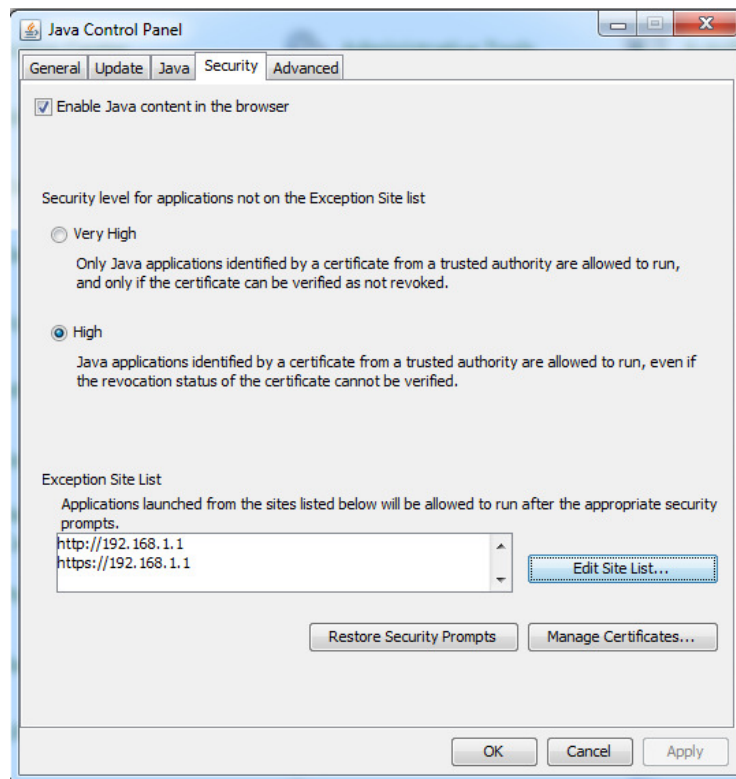 Java Control Panel
General Update Java Security Advanced
Enable Java content in the browser
Security level for applications not on the Exception Site list
Very High
Only Java applications identified by a certificate from a trusted authority are allowed to run,
and only if the certificate can be verified as not revoked.
High
Java applications identified by a certificate from a trusted authority are allowed to run, even if
the revocation status of the certificate cannot be verified.
Exception Site List
Applications launched from the sites listed below will be allowed to run after the appropriate security
prompts.
http://192.168.1.1
https://192.168.1.1
Edit Site List...
Restore Security Prompts Manage Certificates...
OK Cancel Apply